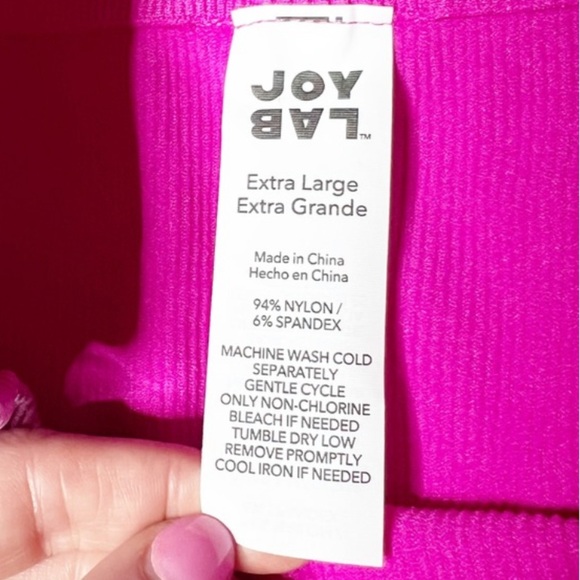 JOY
LAB™
Extra Large
Extra Grande
Made in China
Hecho en China
94% NYLON /
6% SPANDEX
MACHINE WASH COLD
SEPARATELY
GENTLE CYCLE
ONLY NON-CHLORINE
BLEACH IF NEEDED
TUMBLE DRY LOW
REMOVE PROMPTLY
COOL IRON IF NEEDED